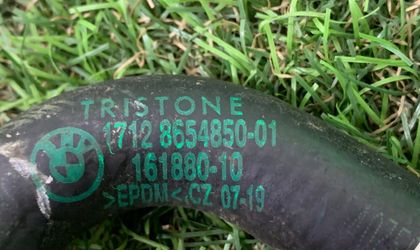 TRISTONE
1712 8654850-01
161880-10
>EPDM<.CZ 07-19